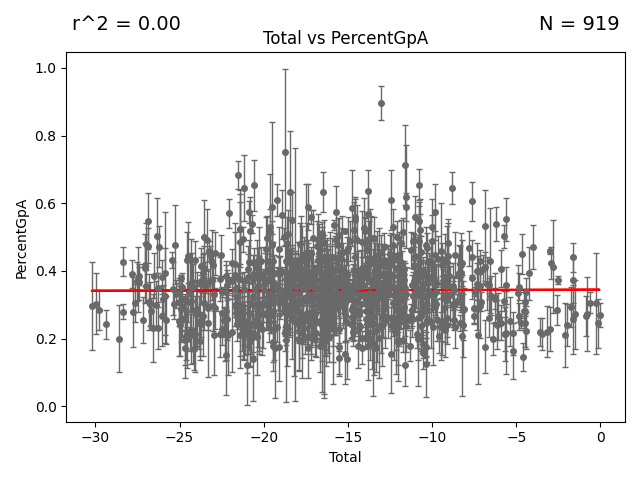 r^2 = 0.00
N = 919
Total vs PercentGpA
1.0
0.8
0.6
0.4
0.2
0.0
PercentGpA
−30
−25
−20
−15
−10
−5
0
Total